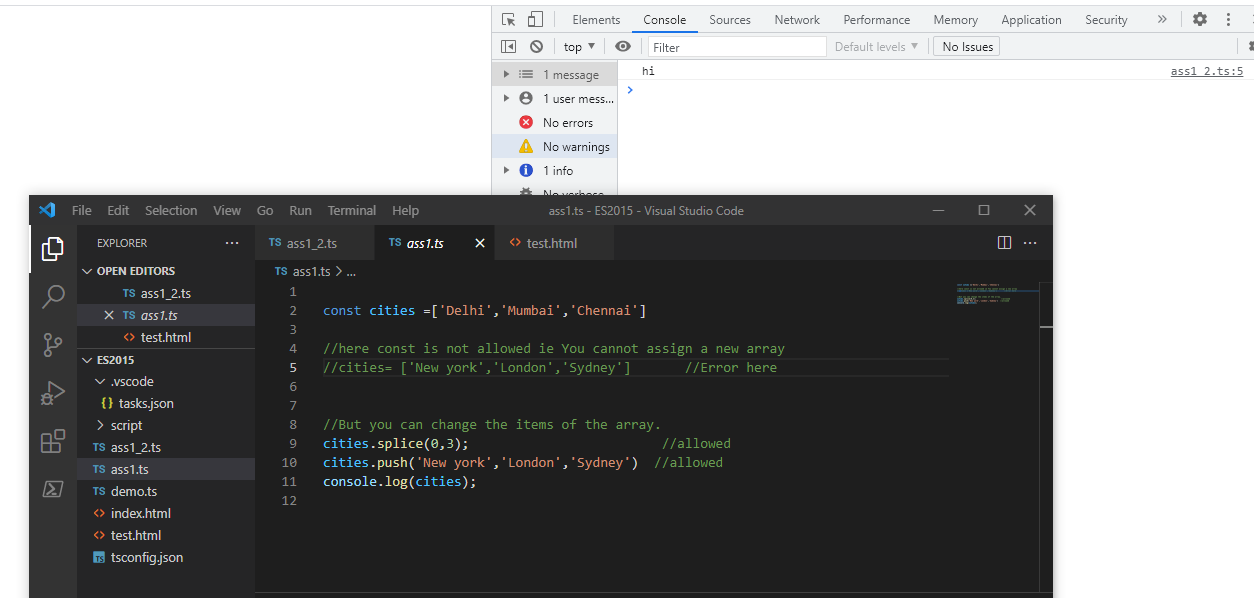 Elements Console Sources Network Performance Memory Application Security »
top ▼ Filter Default levels ▼ No Issues
1 message
hi ass1_2.ts:5
1 user mess...
No errors
No warnings
1 info
No verbose
File Edit Selection View Go Run Terminal Help ass1.ts - ES2015 - Visual Studio Code
EXPLORER ...
TS ass1_2.ts TS ass1.ts test.html
OPEN EDITORS
TS ass1_2.ts
TS ass1.ts
<> test.html
ES2015
.vscode
{} tasks.json
script
TS ass1_2.ts
TS ass1.ts
TS demo.ts
<> index.html
<> test.html
TS tsconfig.json
TS ass1.ts > ...
1
2 const cities =['Delhi','Mumbai','Chennai']
3
4 //here const is not allowed ie You cannot assign a new array
5 //cities= ['New york','London','Sydney'] //Error here
6
7
8 //But you can change the items of the array.
9 cities.splice(0,3); //allowed
10 cities.push('New york','London','Sydney') //allowed
11 console.log(cities);
12